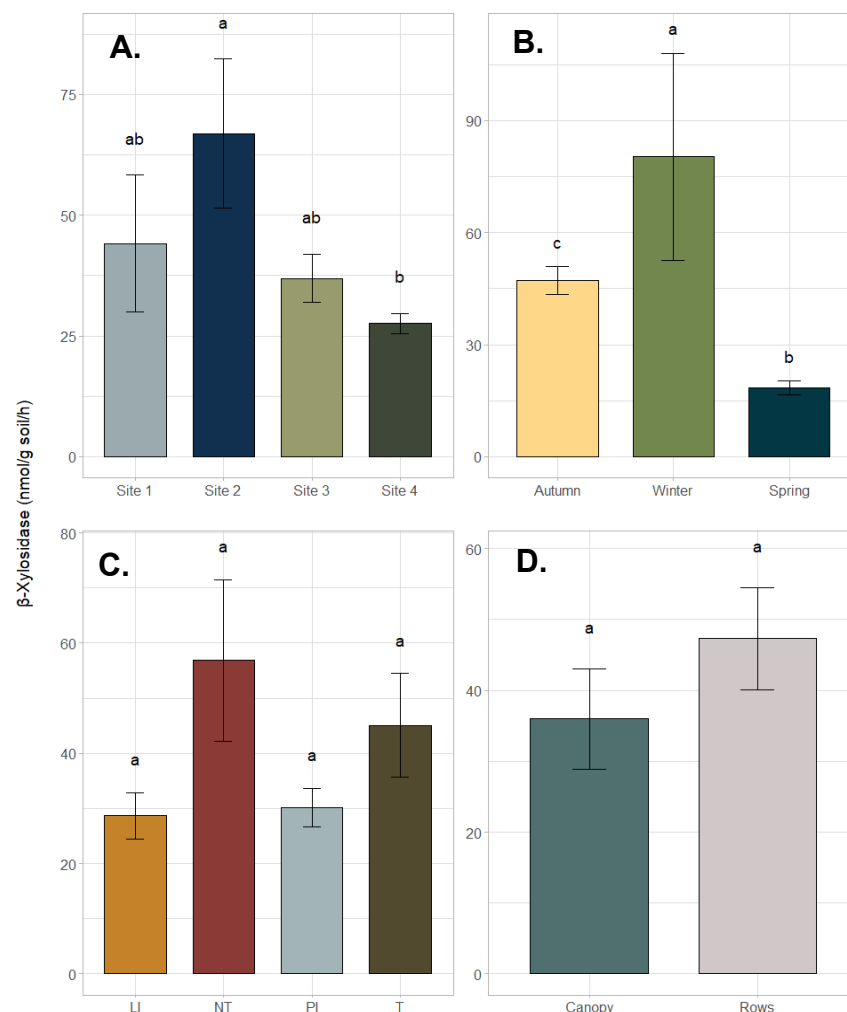 A.
a
ab
ab
b
75
50
25
0
Site 1 Site 2 Site 3 Site 4
B.
a
c
b
90
60
30
0
Autumn Winter Spring
β-Xylosidase (nmol/g soil/h)
C.
a
a
a
a
80
60
40
20
0
LI NT PI T
D.
a
a
60
40
20
0
Canopy Rows